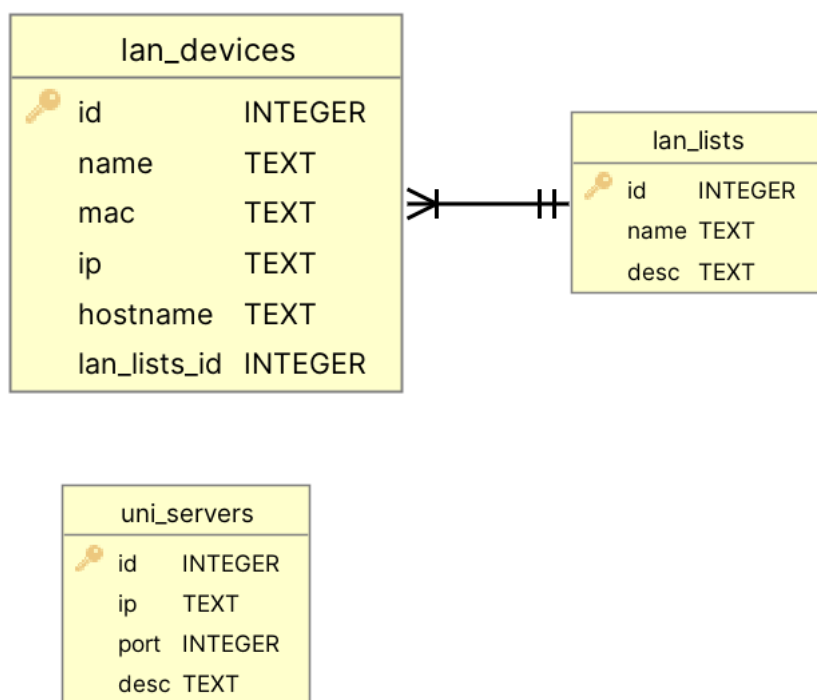 lan_devices
id INTEGER
name TEXT
mac TEXT
ip TEXT
hostname TEXT
lan_lists_id INTEGER
lan_lists
id INTEGER
name TEXT
desc TEXT
uni_servers
id INTEGER
ip TEXT
port INTEGER
desc TEXT